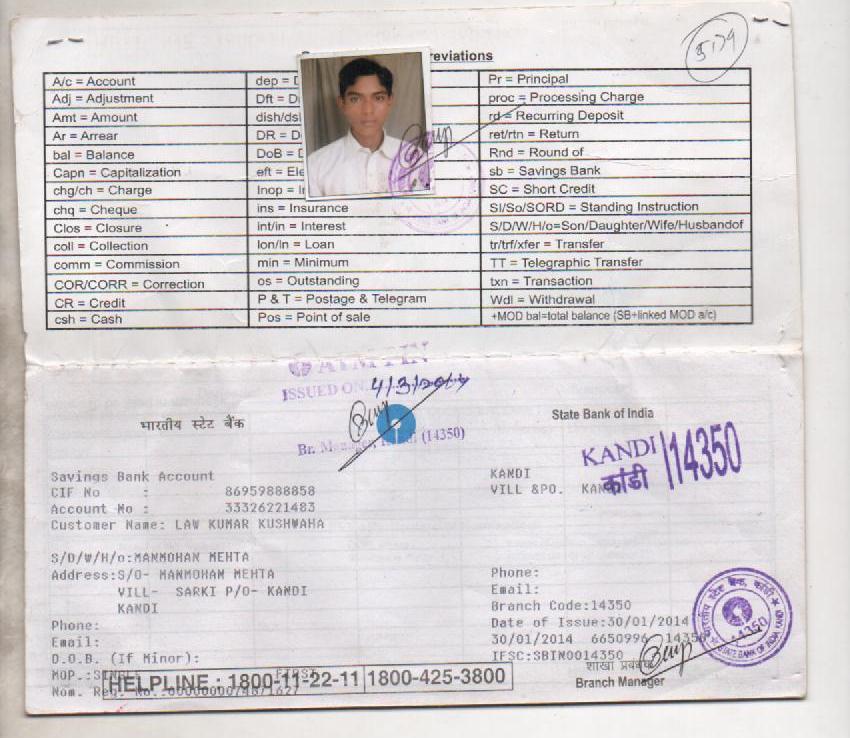 5179
A/c = Account
Adj = Adjustment
Amt = Amount
Ar = Arrear
bal = Balance
Capn = Capitalization
chg/ch = Charge
chq = Cheque
Clos = Closure
coll = Collection
comm = Commission
COR/CORR = Correction
CR = Credit
csh = Cash
dep =
Dft =
dish/dsl
DR =
DoB =
eft =
Inop =
ins = Insurance
int/in = Interest
lon/ln = Loan
min = Minimum
os = Outstanding
P & T = Postage & Telegram
Pos = Point of sale
Pr = Principal
proc = Processing Charge
rd = Recurring Deposit
ret/rtn = Return
Rnd = Round of
sb = Savings Bank
SC = Short Credit
SI/So/SORD = Standing Instruction
S/D/W/H/o=Son/Daughter/Wife/Husbandof
tr/trf/xfer = Transfer
TT = Telegraphic Transfer
txn = Transaction
Wdl = Withdrawal
+MOD bal=total balance (SB+linked MOD a/c)
ISSUED ON
भारतीय स्टेट बैंक
State Bank of India
(14350)
KANDI
कांडी
14350
Savings Bank Account
CIF No : 86959888858
Account No : 33326221483
Customer Name: LAW KUMAR KUSHWAHA
S/D/W/H/o:MANMOHAN MEHTA
Address:S/O- MANMOHAN MEHTA
VILL- SARKI P/O- KANDI
KANDI
Phone:
Email:
D.O.B. (If Minor):
KANDI
VILL &PO.
Phone:
Email:
Branch Code:14350
Date of Issue:30/01/2014
30/01/2014 6650996 14350
IFSC:SBIN0014350
शाखा प्रबंधक
Branch Manager
HELPLINE : 1800-11-22-11 1800-425-3800